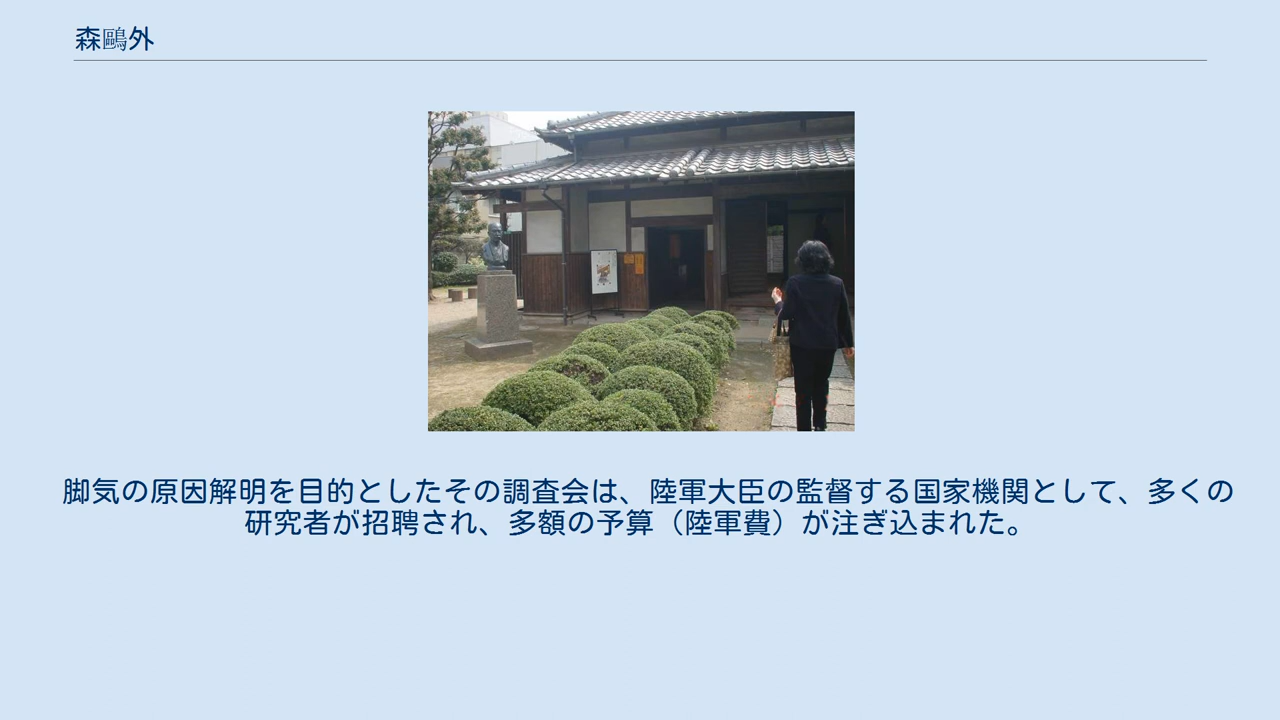 森鷗外
脚気の原因解明を目的としたその調査会は、陸軍大臣の監督する国家機関として、多くの
研究者が招聘され、多額の予算（陸軍費）が注ぎ込まれた。